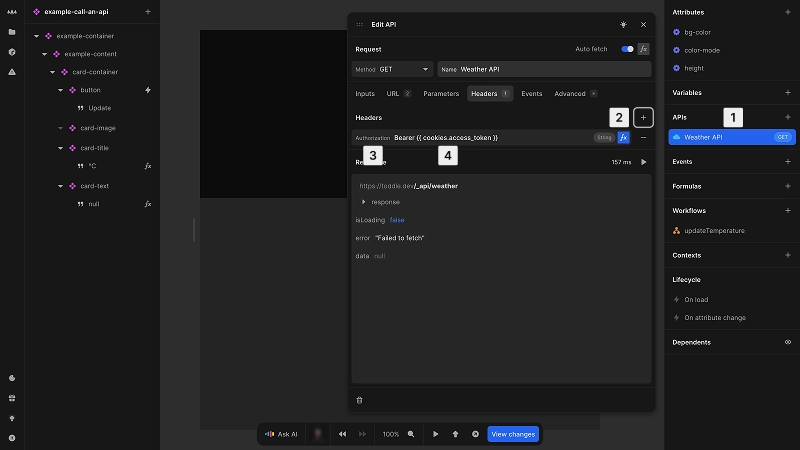 example-call-an-api
example-container
example-content
card-container
button
Update
card-image
card-title
°C
fx
card-text
null
fx
Edit API
Request
Auto fetch
fx
Method GET
Name Weather API
Inputs
URL 2
Parameters
Headers 1
Events
Advanced
Headers
2
Authorization Bearer {{ cookies.access_token }} String fx
3
4
157 ms
https://toddle.dev/_api/weather
response
isLoading false
error "Failed to fetch"
data null
Ask AI
100%
View changes
Attributes
bg-color
color-mode
height
Variables
APIs
1
Weather API GET
Events
Formulas
Workflows
updateTemperature
Contexts
Lifecycle
On load
On attribute change
Dependents